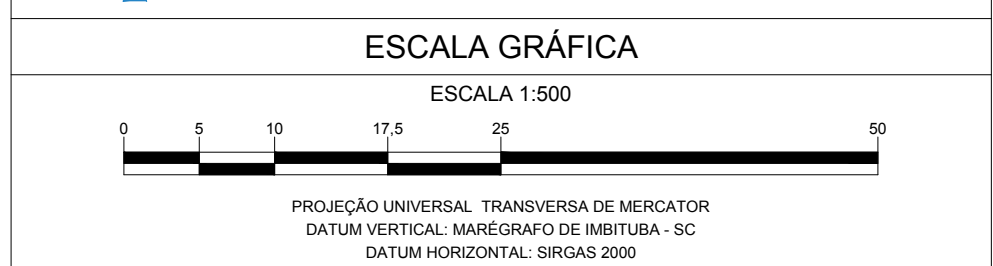 ESCALA GRÁFICA
ESCALA 1:500
0 5 10 17,5 25 50
PROJEÇÃO UNIVERSAL TRANSVERSA DE MERCATOR
DATUM VERTICAL: MARÉGRAFO DE IMBITUBA - SC
DATUM HORIZONTAL: SIRGAS 2000